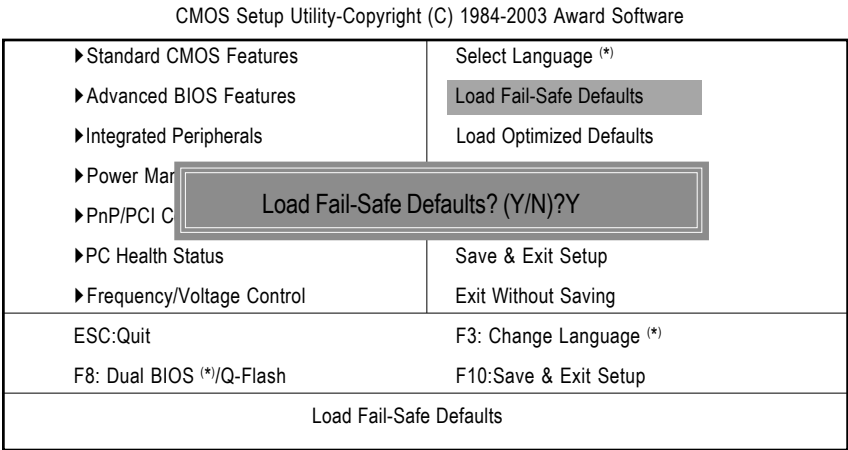 CMOS Setup Utility-Copyright (C) 1984-2003 Award Software
▶Standard CMOS Features
Select Language (*)
▶Advanced BIOS Features
Load Fail-Safe Defaults
▶Integrated Peripherals
Load Optimized Defaults
▶Power
▶PnP/PCI
Load Fail-Safe Defaults? (Y/N)?Y
▶PC Health Status
Save & Exit Setup
▶Frequency/Voltage Control
Exit Without Saving
ESC:Quit
F3: Change Language (*)
F8: Dual BIOS (*)/Q-Flash
F10:Save & Exit Setup
Load Fail-Safe Defaults